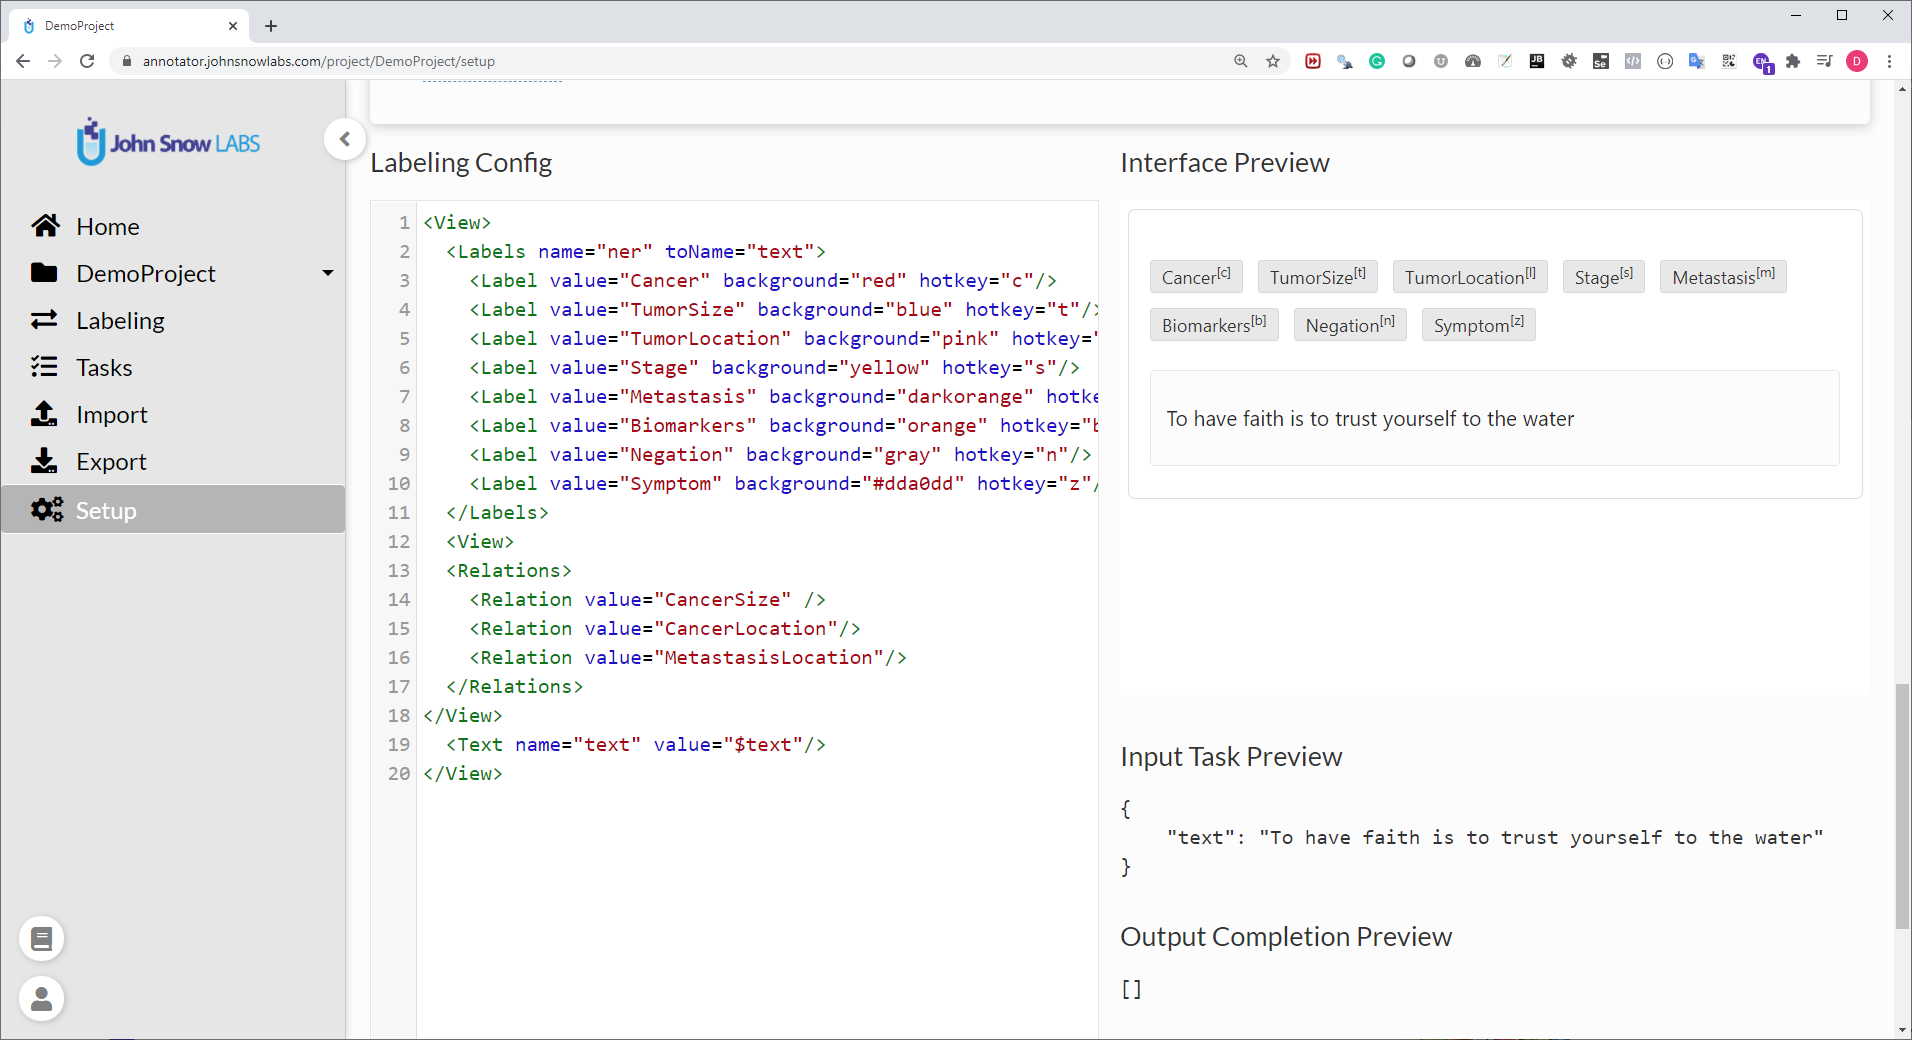 DemoProject
annotator.johnsnowlabs.com/project/DemoProject/setup
John Snow LABS
Home
DemoProject
Labeling
Tasks
Import
Export
Setup
Labeling Config
1 <View>
2 <Labels name="ner" toName="text">
3 <Label value="Cancer" background="red" hotkey="c"/>
4 <Label value="TumorSize" background="blue" hotkey="t"/>
5 <Label value="TumorLocation" background="pink" hotkey="
6 <Label value="Stage" background="yellow" hotkey="s"/>
7 <Label value="Metastasis" background="darkorange" hotke
8 <Label value="Biomarkers" background="orange" hotkey="b
9 <Label value="Negation" background="gray" hotkey="n"/>
10 <Label value="Symptom" background="#dda0dd" hotkey="z"/
11 </Labels>
12 <View>
13 <Relations>
14 <Relation value="CancerSize" />
15 <Relation value="CancerLocation"/>
16 <Relation value="MetastasisLocation"/>
17 </Relations>
18 </View>
19 <Text name="text" value="$text"/>
20 </View>
Interface Preview
Cancer[c] TumorSize[t] TumorLocation[l] Stage[s] Metastasis[m]
Biomarkers[b] Negation[n] Symptom[z]
To have faith is to trust yourself to the water
Input Task Preview
{
"text": "To have faith is to trust yourself to the water"
}
Output Completion Preview
[]